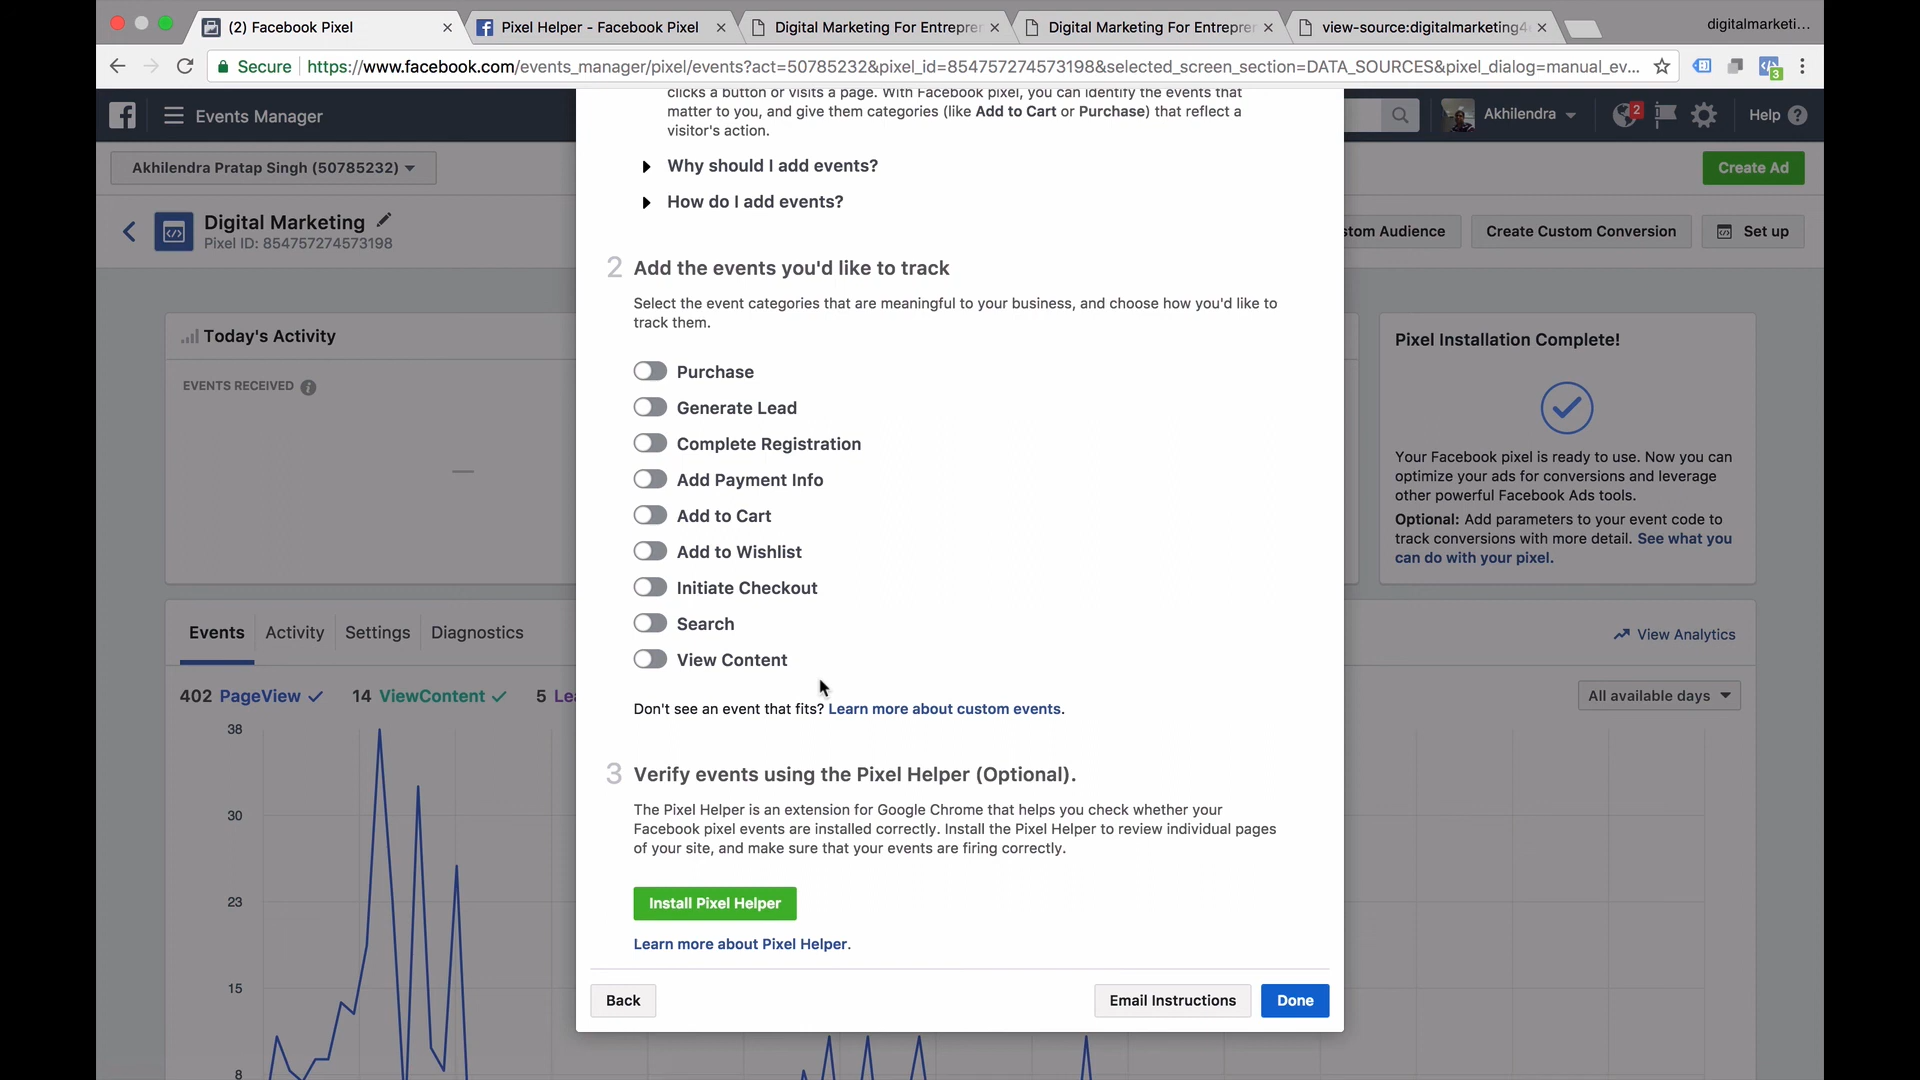 (2) Facebook Pixel
Pixel Helper - Facebook Pixel
Digital Marketing For Entrepre
Digital Marketing For Entrepre
view-source:digitalmarketing4
digitalmarketi...
Secure
https://www.facebook.com/events_manager/pixel/events?act=50785232&pixel_id=854757274573198&selected_screen_section=DATA_SOURCES&pixel_dialog=manual_ev...
3
Events Manager
Akhilendra
2
Help
Akhilendra Pratap Singh (50785232)
Create Ad
Digital Marketing
Pixel ID: 854757274573198
stom Audience
Create Custom Conversion
Set up
clicks a button or visits a page. With Facebook pixel, you can identify the events that
matter to you, and give them categories (like Add to Cart or Purchase) that reflect a
visitor's action.
Why should I add events?
How do I add events?
2 Add the events you'd like to track
Select the event categories that are meaningful to your business, and choose how you'd like to
track them.
Purchase
Generate Lead
Complete Registration
Add Payment Info
Add to Cart
Add to Wishlist
Initiate Checkout
Search
View Content
Don't see an event that fits? Learn more about custom events.
3 Verify events using the Pixel Helper (Optional).
The Pixel Helper is an extension for Google Chrome that helps you check whether your
Facebook pixel events are installed correctly. Install the Pixel Helper to review individual pages
of your site, and make sure that your events are firing correctly.
Install Pixel Helper
Learn more about Pixel Helper.
Back
Email Instructions
Done
Today's Activity
EVENTS RECEIVED
Pixel Installation Complete!
Your Facebook pixel is ready to use. Now you can
optimize your ads for conversions and leverage
other powerful Facebook Ads tools.
Optional: Add parameters to your event code to
track conversions with more detail. See what you
can do with your pixel.
Events
Activity
Settings
Diagnostics
View Analytics
402 PageView
14 ViewContent
5 Le
All available days
38
30
23
15
8